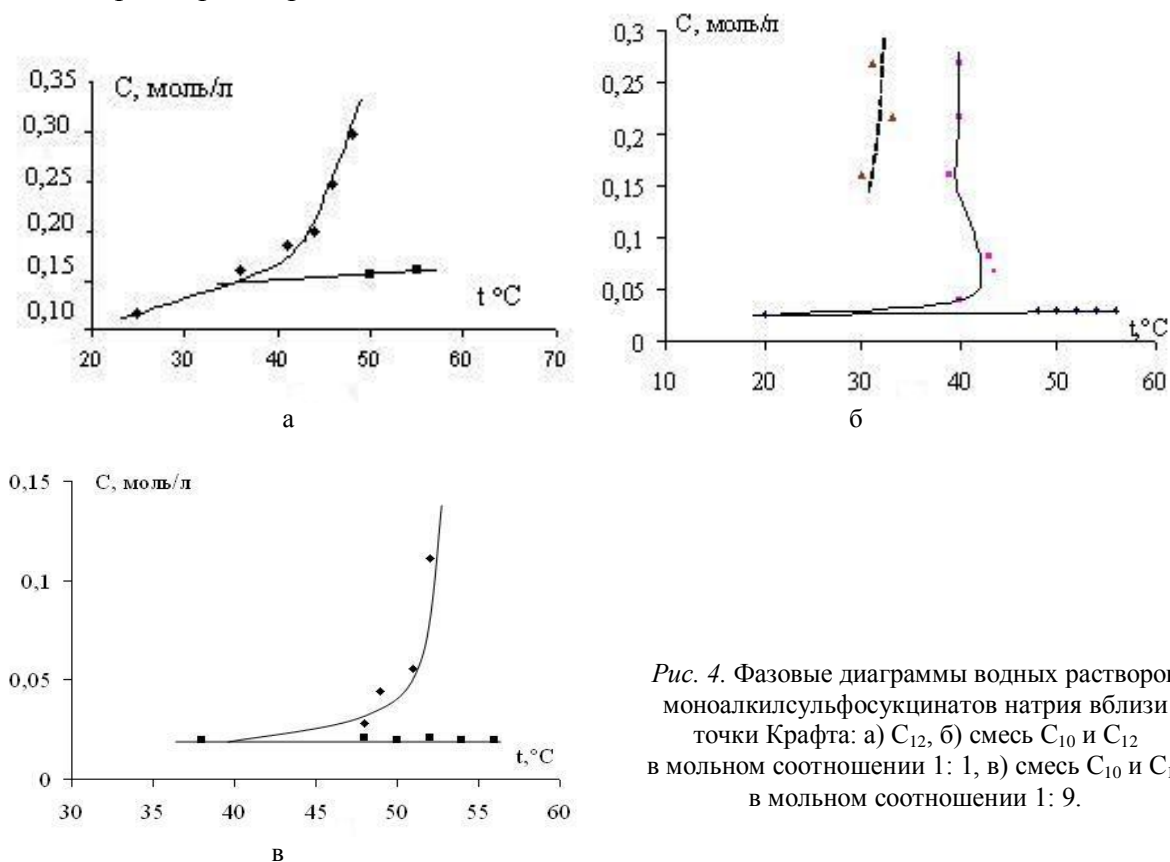 С, моль/л
0,35
0,30
0,25
0,20
0,15
0,10
t °C
20 30 40 50 60 70
а
С, моль/л
0,3
0,25
0,2
0,15
0,1
0,05
0
t,°C
10 20 30 40 50 60
б
С, моль/л
0,15
0,1
0,05
0
t,°C
30 35 40 45 50 55 60
в
Рис. 4. Фазовые диаграммы водных растворов
моноалкилсульфосукцинатов натрия вблизи
точки Крафта: а) C12, б) смесь C10 и C12
в мольном соотношении 1: 1, в) смесь C10 и
в мольном соотношении 1: 9.